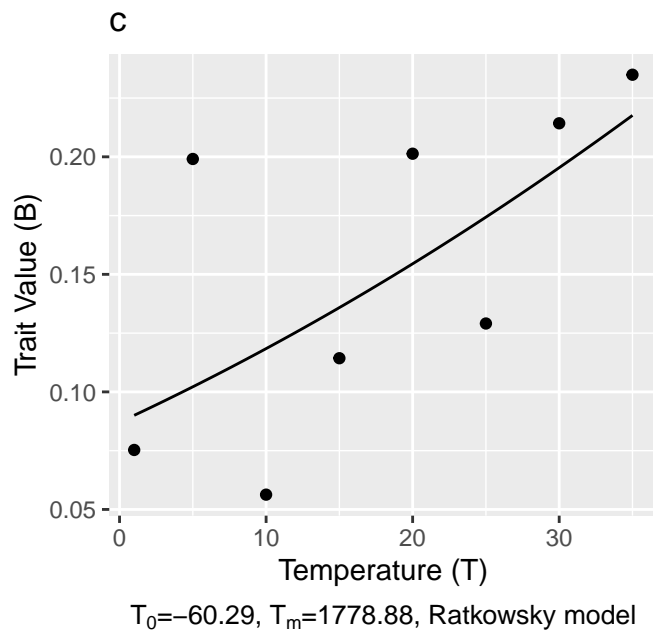 c
0.20
0.15
0.10
0.05
Trait Value (B)
0 10 20 30
Temperature (T)
T₀=−60.29, Tₘ=1778.88, Ratkowsky model